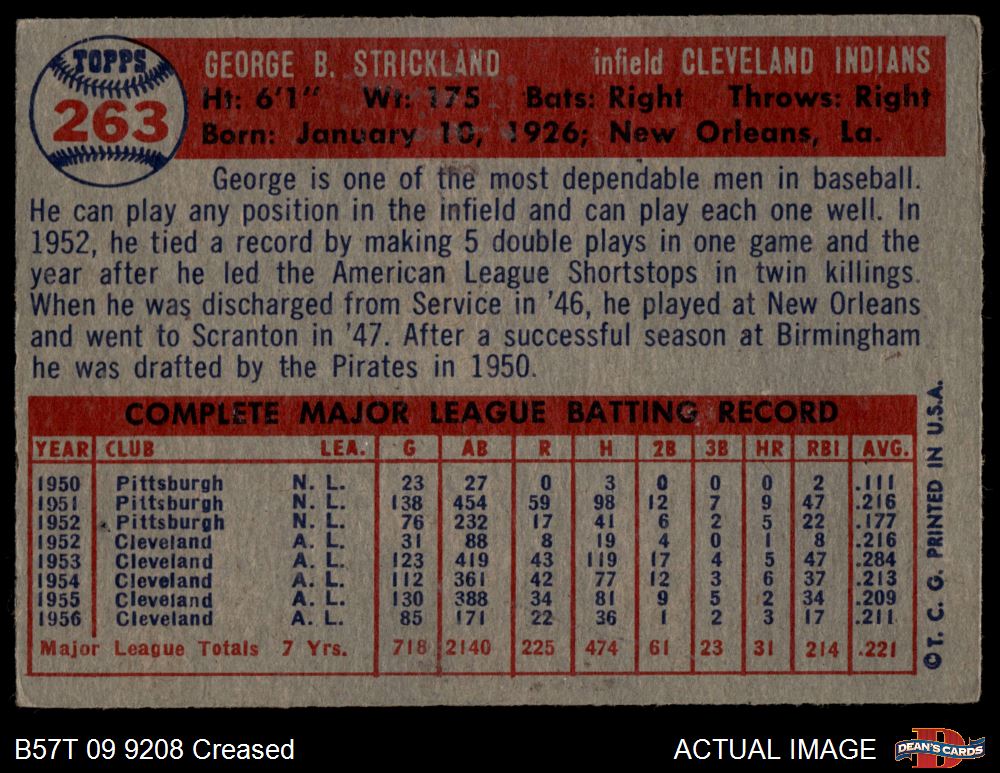 TOPPS
263
GEORGE B. STRICKLAND infield CLEVELAND INDIANS
Ht: 6'1" Wt: 175 Bats: Right Throws: Right
Born: January 10, 1926; New Orleans, La.
George is one of the most dependable men in baseball.
He can play any position in the infield and can play each one well. In
1952, he tied a record by making 5 double plays in one game and the
year after he led the American League Shortstops in twin killings.
When he was discharged from Service in '46, he played at New Orleans
and went to Scranton in '47. After a successful season at Birmingham
he was drafted by the Pirates in 1950.
COMPLETE MAJOR LEAGUE BATTING RECORD
YEAR CLUB LEA. G AB R H 2B 3B HR RBI AVG.
1950 Pittsburgh N. L. 23 27 0 3 0 0 0 2 .111
1951 Pittsburgh N. L. 138 454 59 98 12 7 9 47 .216
1952 Pittsburgh N. L. 76 232 17 41 6 2 5 22 .177
1952 Cleveland A. L. 31 88 8 19 4 0 1 8 .216
1953 Cleveland A. L. 123 419 43 119 17 4 5 47 .284
1954 Cleveland A. L. 112 361 42 77 12 3 6 37 .213
1955 Cleveland A. L. 130 388 34 81 9 5 2 34 .209
1956 Cleveland A. L. 85 171 22 36 1 2 3 17 .211
Major League Totals 7 Yrs. 718 2140 225 474 61 23 31 214 .221
©T. C. G. PRINTED IN U.S.A.
B57T 09 9208 Creased ACTUAL IMAGE
DEAN'S CARDS